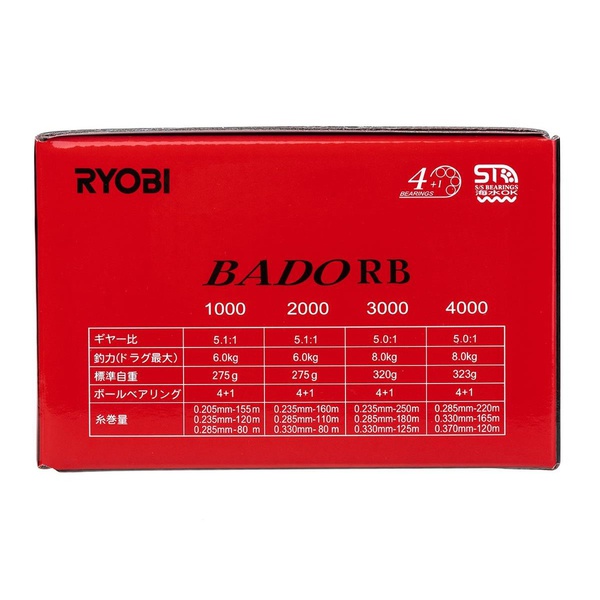 RYOBI
4+1
BEARINGS
ST
S/S BEARINGS
海水OK
BADO RB
1000 2000 3000 4000
ギヤー比 5.1:1 5.1:1 5.0:1 5.0:1
釣力(ドラグ最大) 6.0kg 6.0kg 8.0kg 8.0kg
標準自重 275g 275g 320g 323g
ボールベアリング 4+1 4+1 4+1 4+1
糸巻量
0.205mm-155m 0.235mm-160m 0.235mm-250m 0.285mm-220m
0.235mm-120m 0.285mm-110m 0.285mm-180m 0.330mm-165m
0.285mm-80 m 0.330mm-80 m 0.330mm-125m 0.370mm-120m